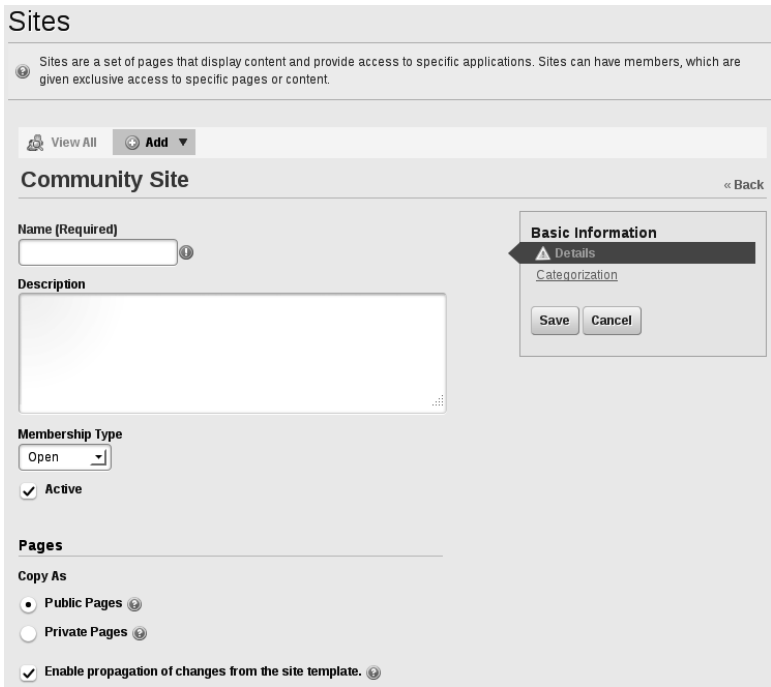 Sites
Sites are a set of pages that display content and provide access to specific applications. Sites can have members, which are
given exclusive access to specific pages or content.
View All
Add
Community Site
« Back
Name (Required)
Description
Membership Type
Open
Active
Pages
Copy As
Public Pages
Private Pages
Enable propagation of changes from the site template.
Basic Information
Details
Categorization
Save Cancel